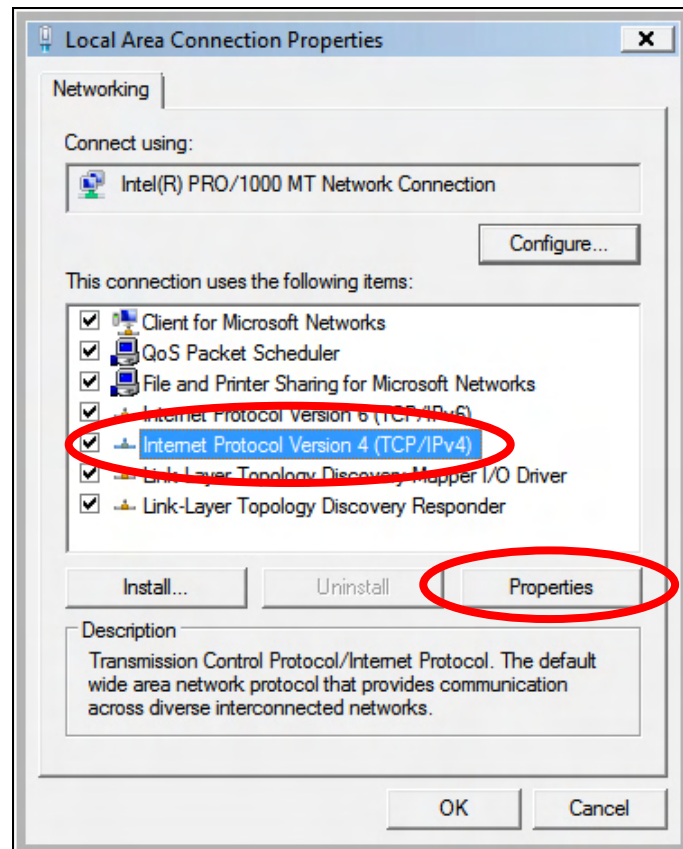 Local Area Connection Properties
Networking
Connect using:
Intel(R) PRO/1000 MT Network Connection
Configure...
This connection uses the following items:
Client for Microsoft Networks
QoS Packet Scheduler
File and Printer Sharing for Microsoft Networks
Internet Protocol Version 6 (TCP/IPv6)
Internet Protocol Version 4 (TCP/IPv4)
Link-Layer Topology Discovery Mapper I/O Driver
Link-Layer Topology Discovery Responder
Install... Uninstall Properties
Description
Transmission Control Protocol/Internet Protocol. The default
wide area network protocol that provides communication
across diverse interconnected networks.
OK Cancel